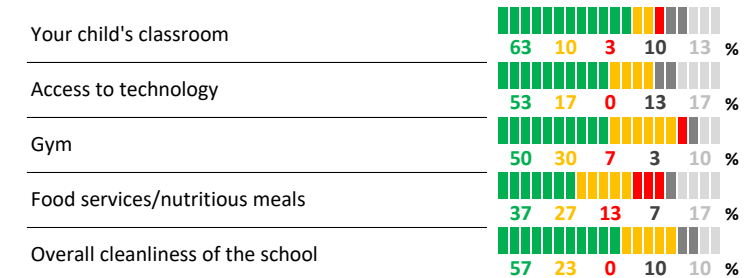 Your child's classroom
63 10 3 10 13 %
Access to technology
53 17 0 13 17 %
Gym
50 30 7 3 10 %
Food services/nutritious meals
37 27 13 7 17 %
Overall cleanliness of the school
57 23 0 10 10 %